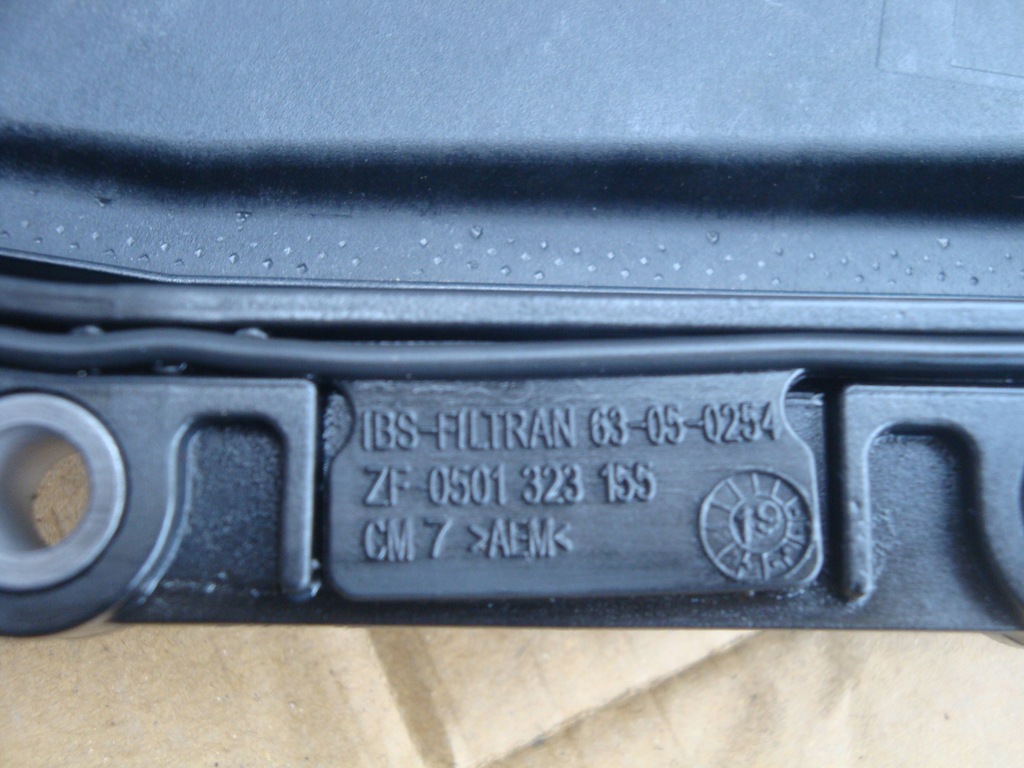 IBS-FILTRAN 63-05-0254
ZF 0501 323 155
CM 7 >AEM<
19